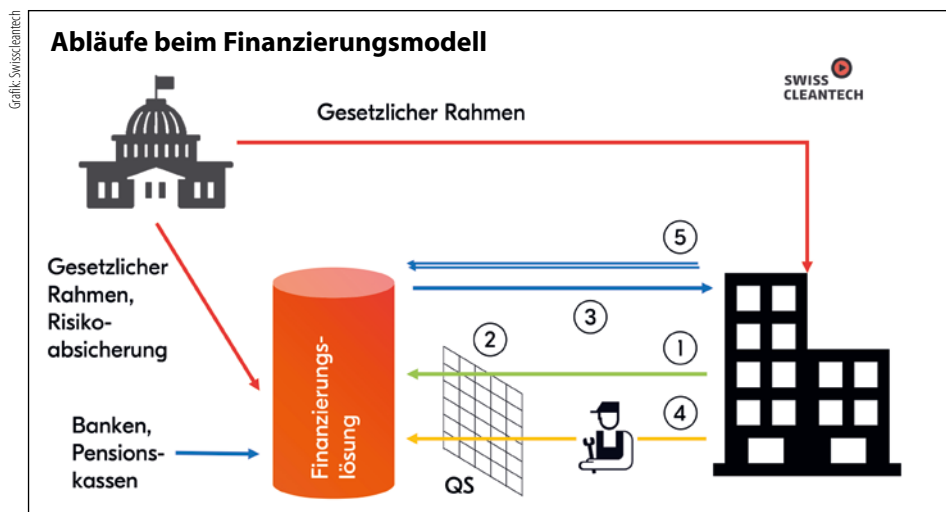 Grafik: Swisscleantech
Abläufe beim Finanzierungsmodell
SWISS
CLEANTECH
Gesetzlicher Rahmen
Gesetzlicher
Rahmen,
Risiko-
absicherung
Banken,
Pensions-
kassen
Finanzierungs-
lösung
5
3
2
1
4
QS